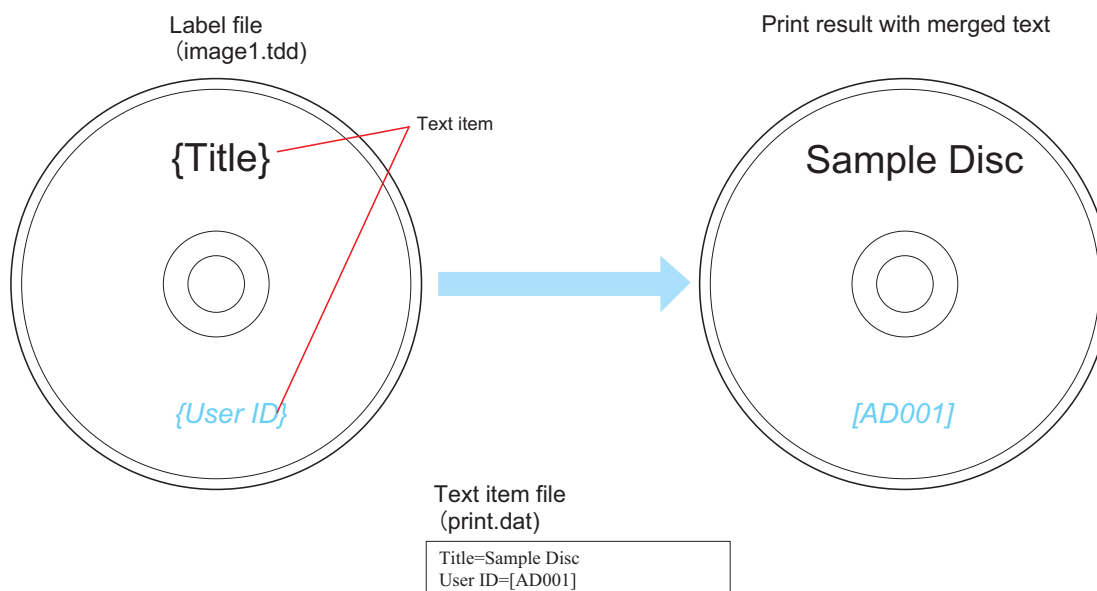 Label file
（image1.tdd)
Print result with merged text
Text item
{Title}
Sample Disc
{User ID}
[AD001]
Text item file
（print.dat)
Title=Sample Disc
User ID=[AD001]